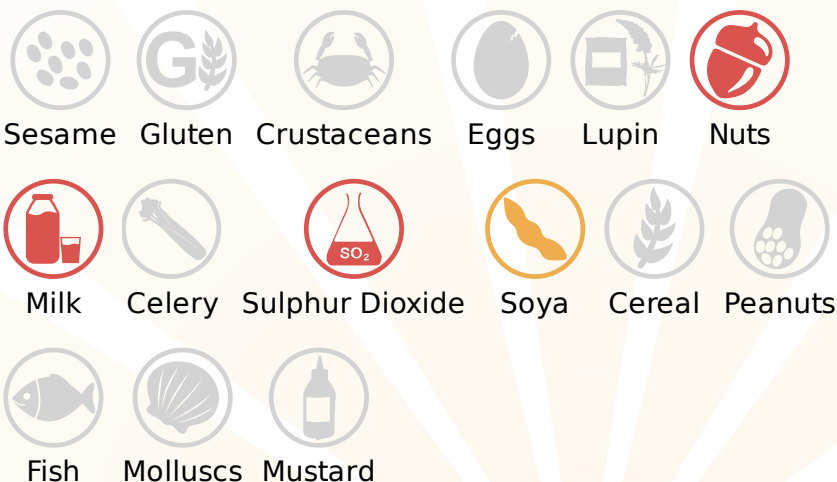 G
Sesame Gluten Crustaceans Eggs Lupin Nuts
SO₂
Milk Celery Sulphur Dioxide Soya Cereal Peanuts
Fish Molluscs Mustard